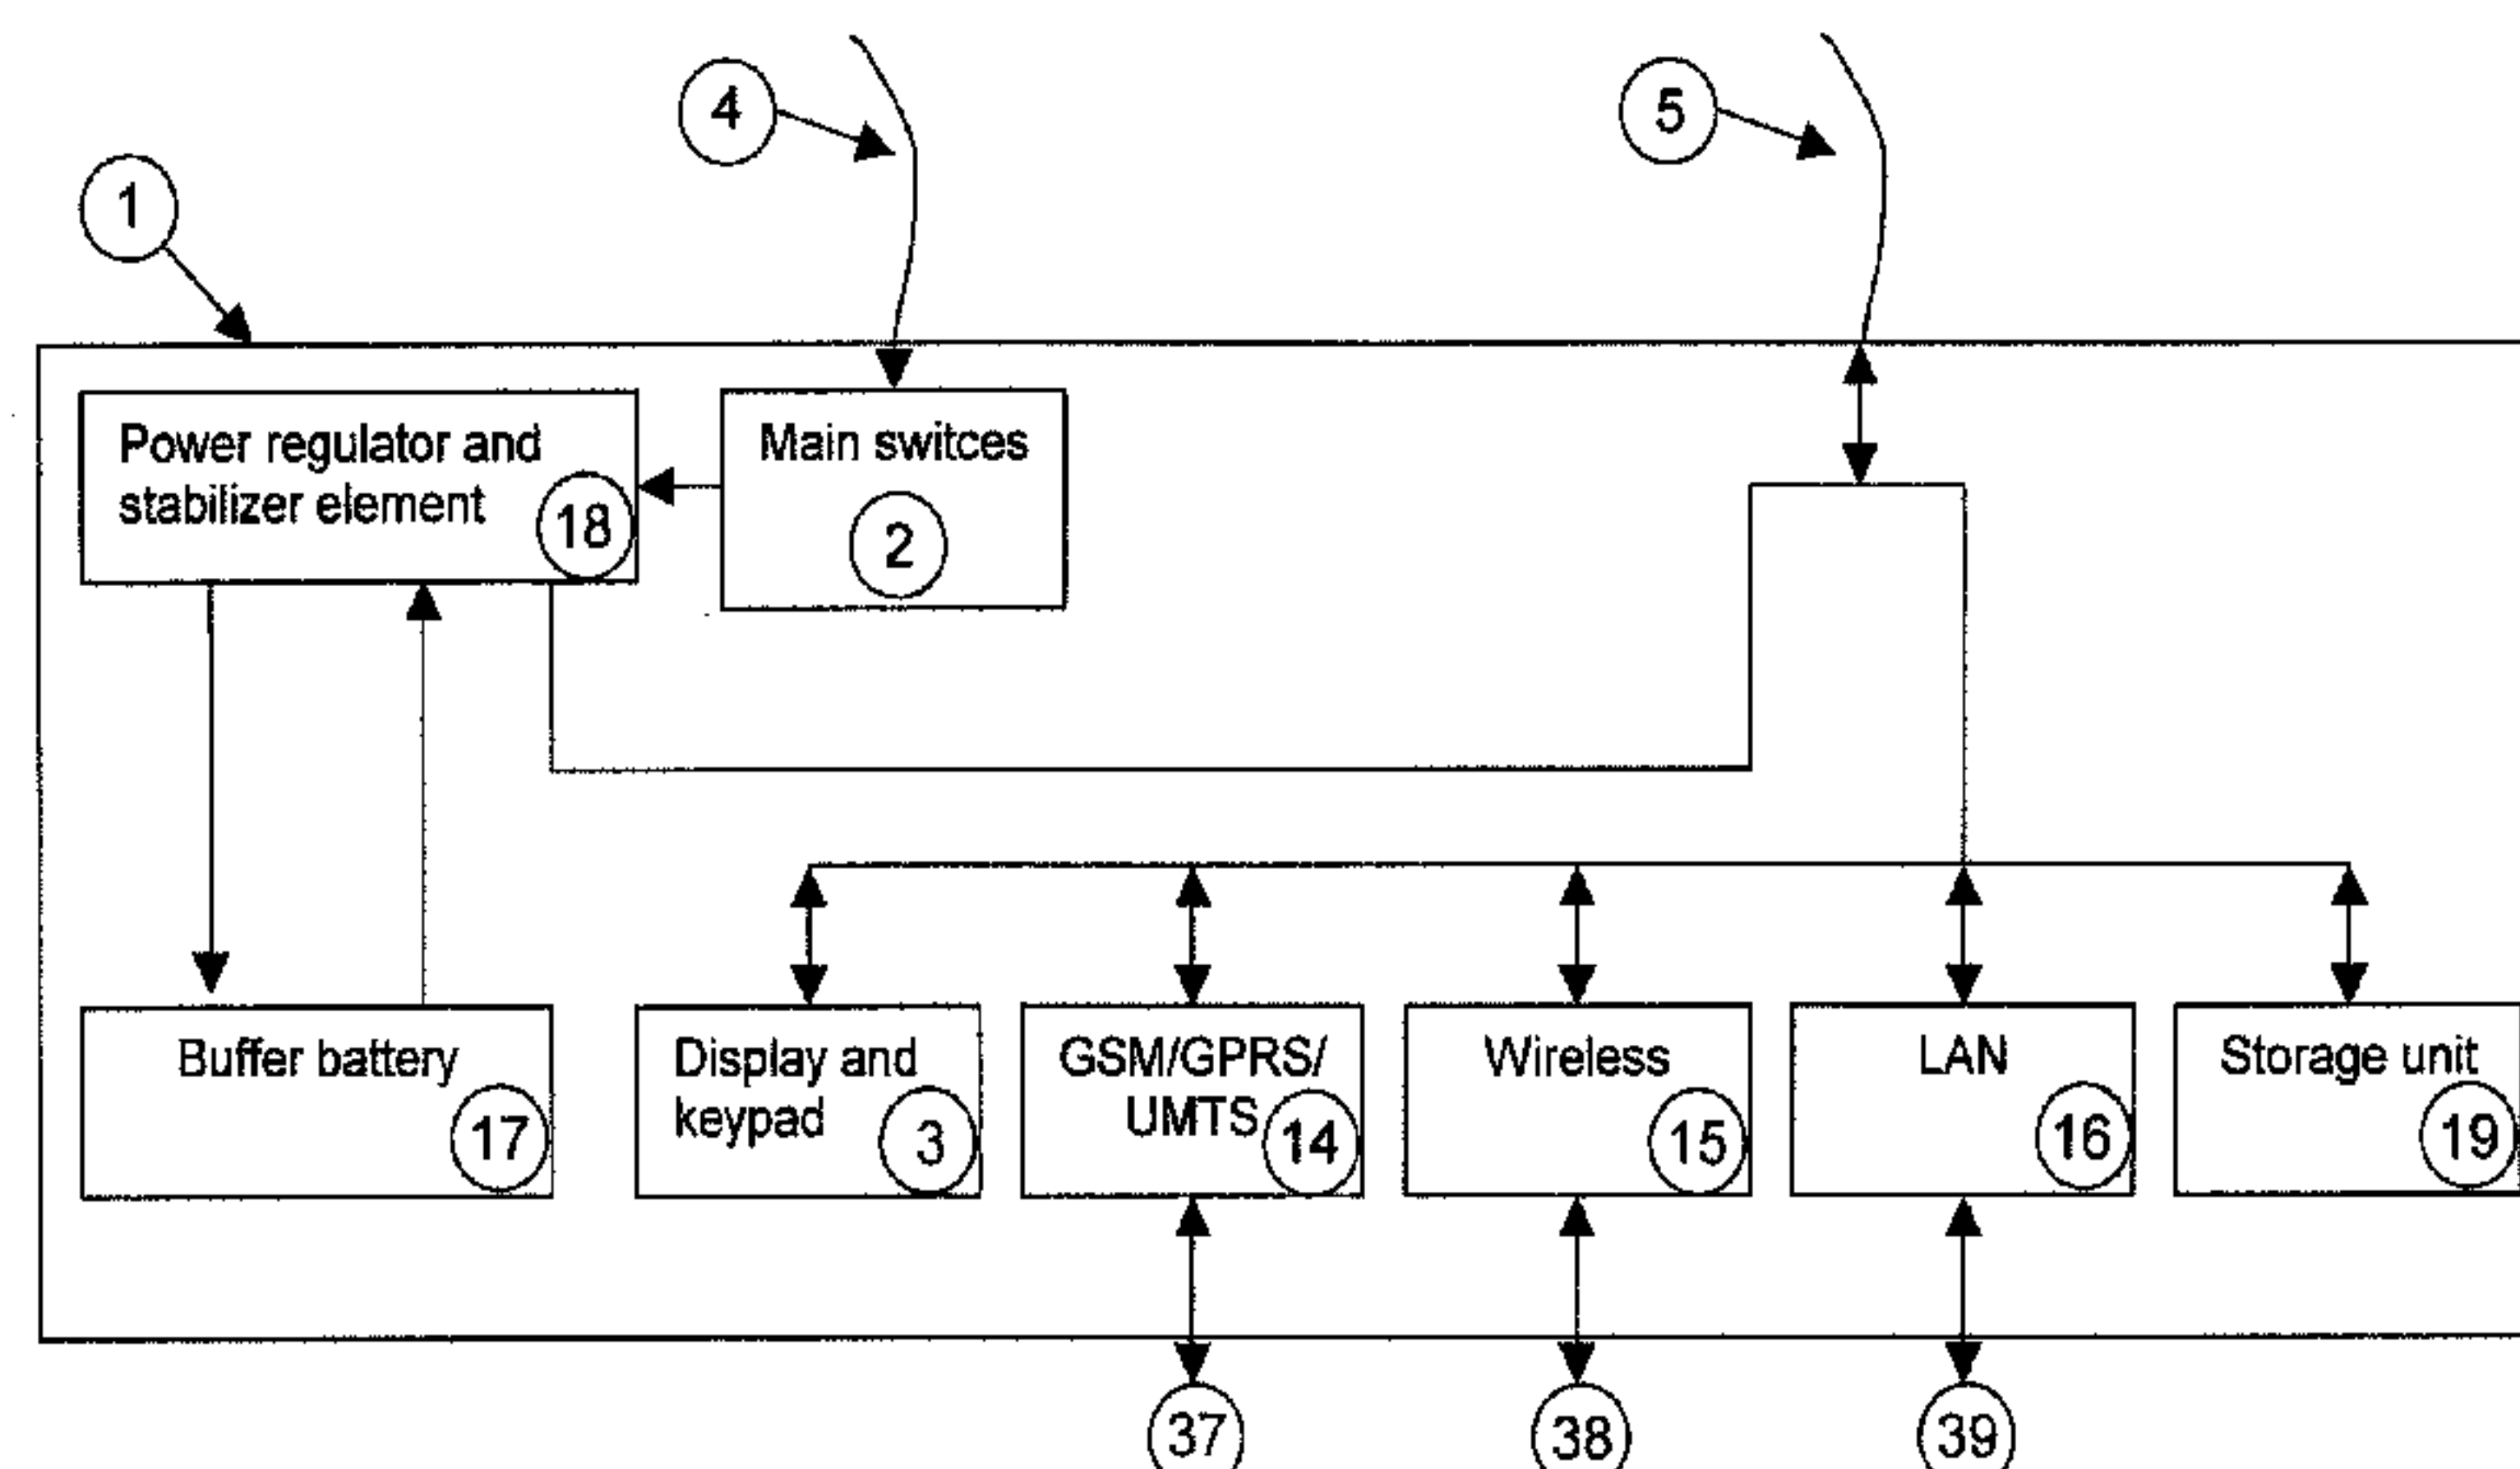 4
5
1
Power regulator and
stabilizer element
18
Main switces
2
Buffer battery
17
Display and
keypad
3
GSM/GPRS/
UMTS
14
Wireless
15
LAN
16
Storage unit
19
37
38
39